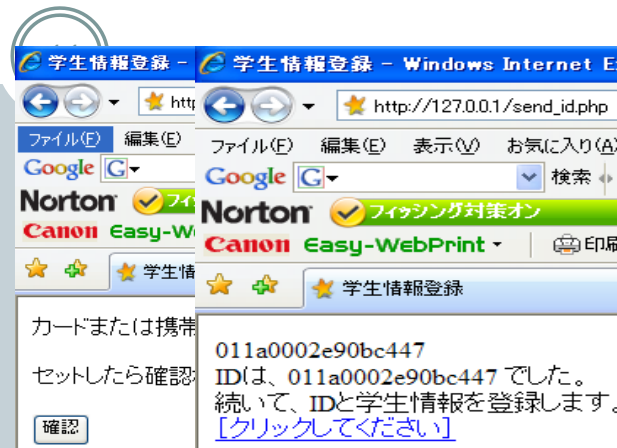 学生情報登録 -
http
ファイル(F) 編集(E)
Google G
Norton フィ
Canon Easy-W
学生情
カードまたは携帯
セットしたら確認
確認
学生情報登録 - Windows Internet E
http://127.0.0.1/send_id.php
ファイル(F) 編集(E) 表示(V) お気に入り(A)
Google G 検索
Norton フィッシング対策オン
Canon Easy-WebPrint 印刷
学生情報登録
011a0002e90bc447
IDは、011a0002e90bc447 でした。
続いて、IDと学生情報を登録します。
[クリックしてください]